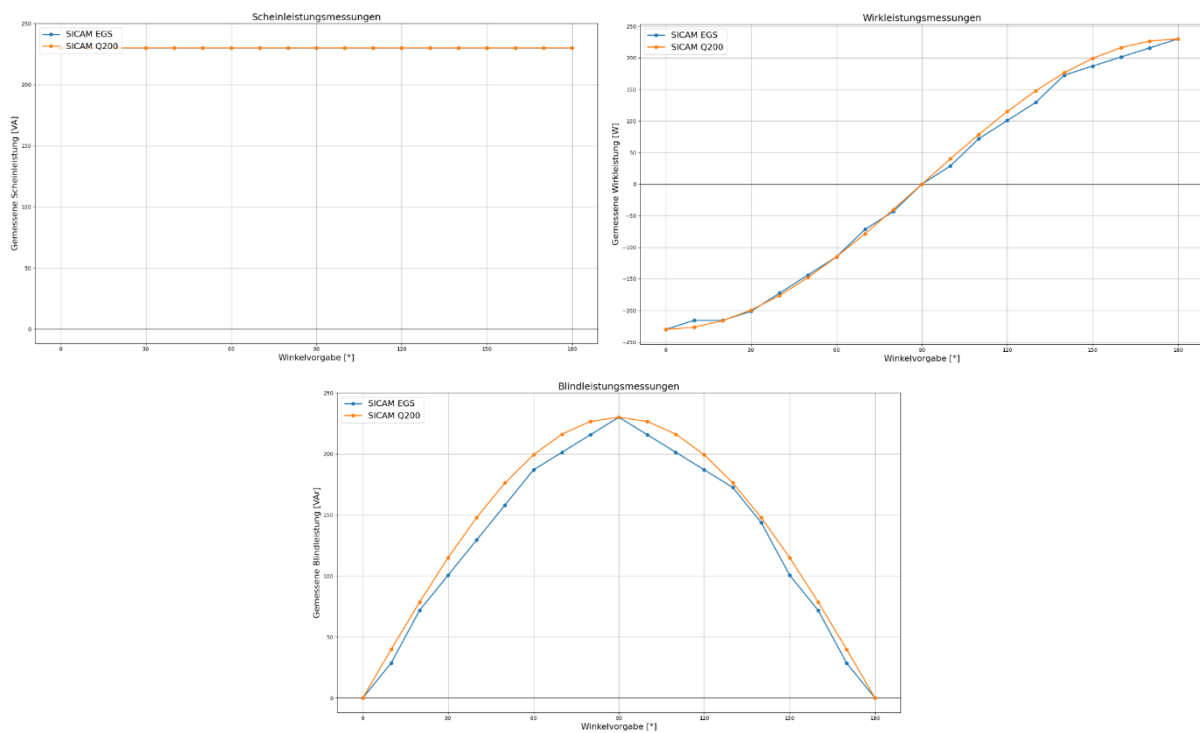 Scheinleistungsmessungen
SICAM EGS
SICAM Q200
Gemessene Scheinleistung [VA]
250
200
150
100
50
0
0 30 60 90 120 150 180
Winkelvorgabe [°]
Wirkleistungsmessungen
SICAM EGS
SICAM Q200
Gemessene Wirkleistung [W]
250
200
150
100
50
0
−50
−100
−150
−200
−250
0 30 60 90 120 150 180
Winkelvorgabe [°]
Blindleistungsmessungen
SICAM EGS
SICAM Q200
Gemessene Blindleistung [VAr]
250
200
150
100
50
0
0 30 60 90 120 150 180
Winkelvorgabe [°]